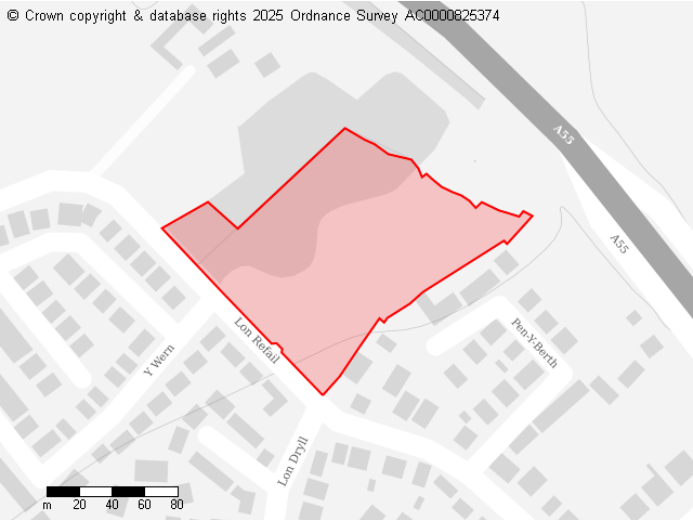 © Crown copyright & database rights 2025 Ordnance Survey AC0000825374
A55
A55
Lon Refail
Pen-Y-Berth
Y Wern
Lon Dryll
m 20 40 60 80